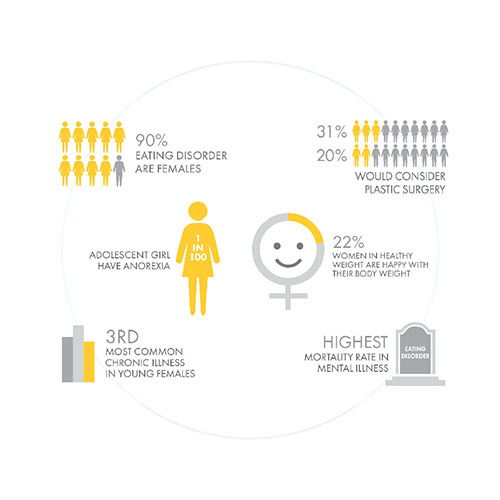 90%
EATING DISORDER
ARE FEMALES
31%
20%
WOULD CONSIDER
PLASTIC SURGERY
ADOLESCENT GIRL
HAVE ANOREXIA
1
IN
100
22%
WOMEN IN HEALTHY
WEIGHT ARE HAPPY WITH
THEIR BODY WEIGHT
3RD
MOST COMMON
CHRONIC ILLNESS
IN YOUNG FEMALES
HIGHEST
MORTALITY RATE IN
MENTAL ILLNESS
EATING
DISORDER